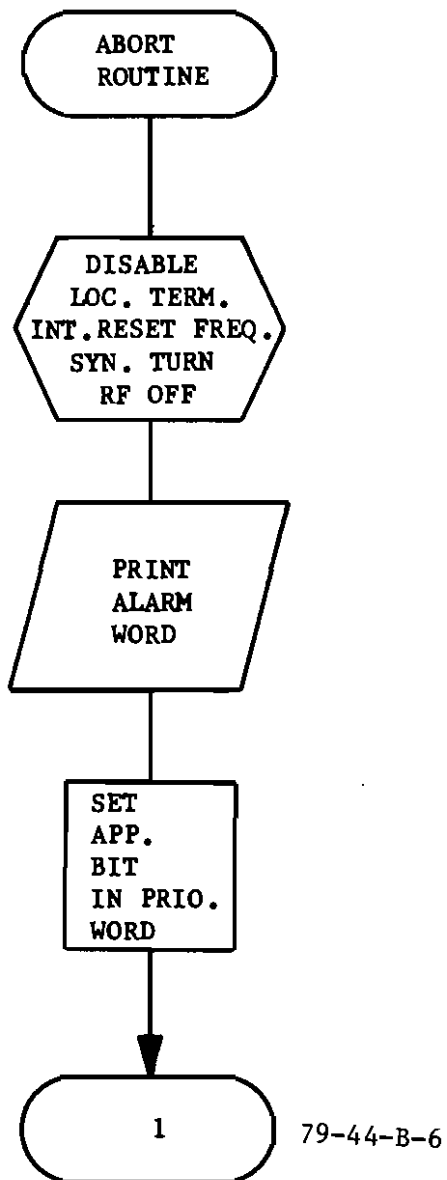 ABORT
ROUTINE
DISABLE
LOC. TERM.
INT.RESET FREQ.
SYN. TURN
RF OFF
PRINT
ALARM
WORD
SET
APP.
BIT
IN PRIO.
WORD
1
79-44-B-6